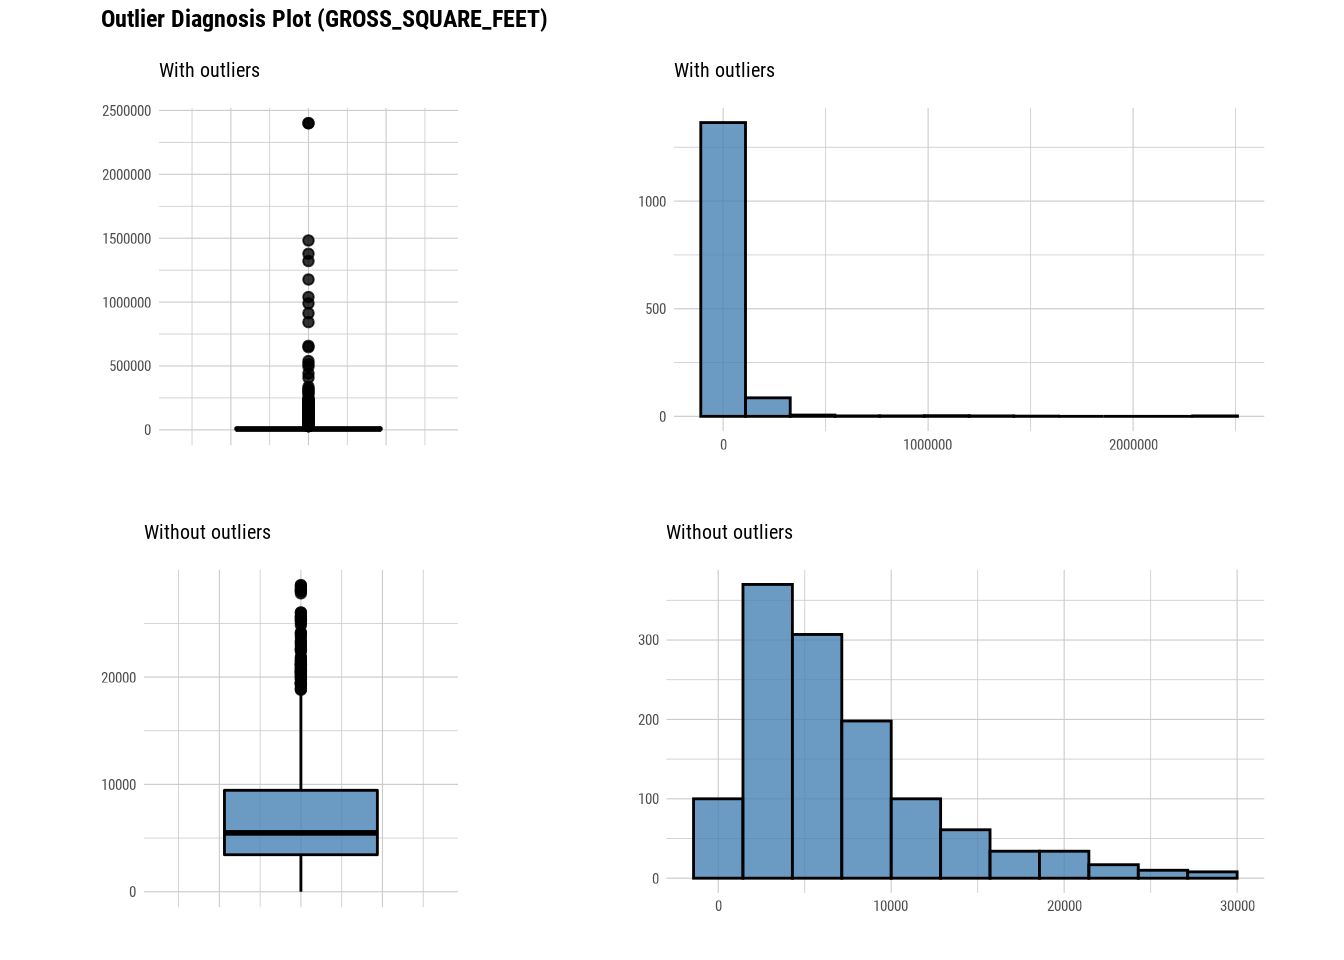 Outlier Diagnosis Plot (GROSS_SQUARE_FEET)
With outliers
2500000
2000000
1500000
1000000
500000
0
With outliers
1000
500
0
0 1000000 2000000
Without outliers
20000
10000
0
Without outliers
300
200
100
0
0 10000 20000 30000